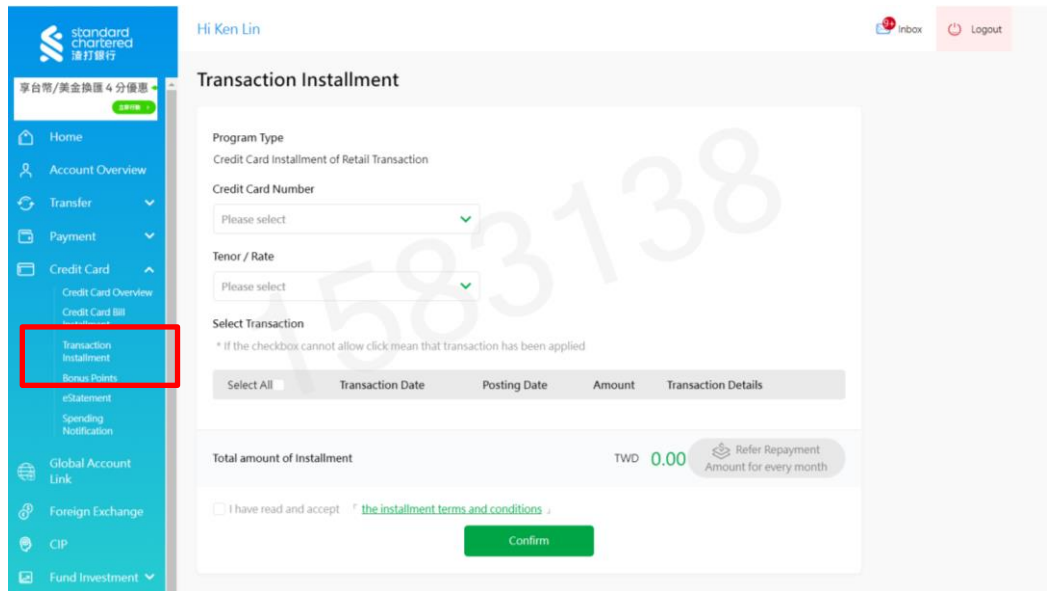 standard
chartered
渣打銀行
享台幣/美金換匯 4 分優惠
Home
Account Overview
Transfer
Payment
Credit Card
Credit Card Overview
Credit Card Bill
Installment
Transaction
Installment
Bonus Points
eStatement
Spending
Notification
Global Account
Link
Foreign Exchange
CIP
Fund Investment
Hi Ken Lin
9+
Inbox
Logout
Transaction Installment
Program Type
Credit Card Installment of Retail Transaction
Credit Card Number
Please select
Tenor / Rate
Please select
Select Transaction
* If the checkbox cannot allow click mean that transaction has been applied
Select All Transaction Date Posting Date Amount Transaction Details
Total amount of Installment TWD 0.00 Refer Repayment
Amount for every month
I have read and accept 「 the installment terms and conditions 」
Confirm
1583138